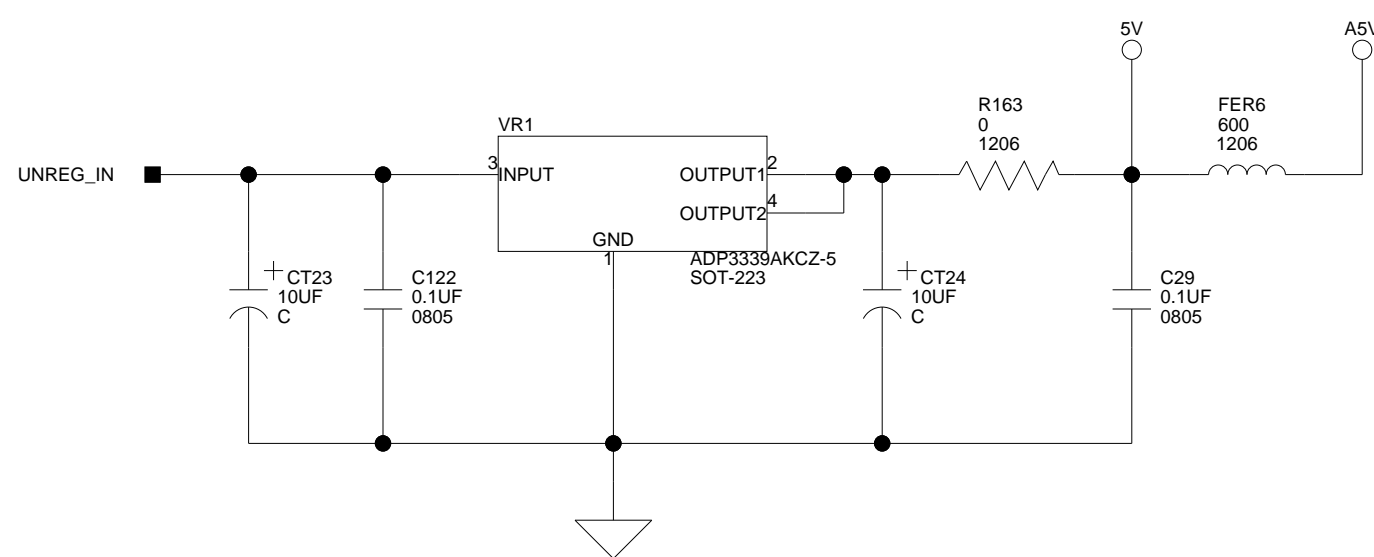 5V
A5V
R163
0
1206
FER6
600
1206
VR1
UNREG_IN
3
INPUT
OUTPUT1
2
OUTPUT2
4
GND
1
ADP3339AKCZ-5
SOT-223
CT23
10UF
C
C122
0.1UF
0805
CT24
10UF
C
C29
0.1UF
0805